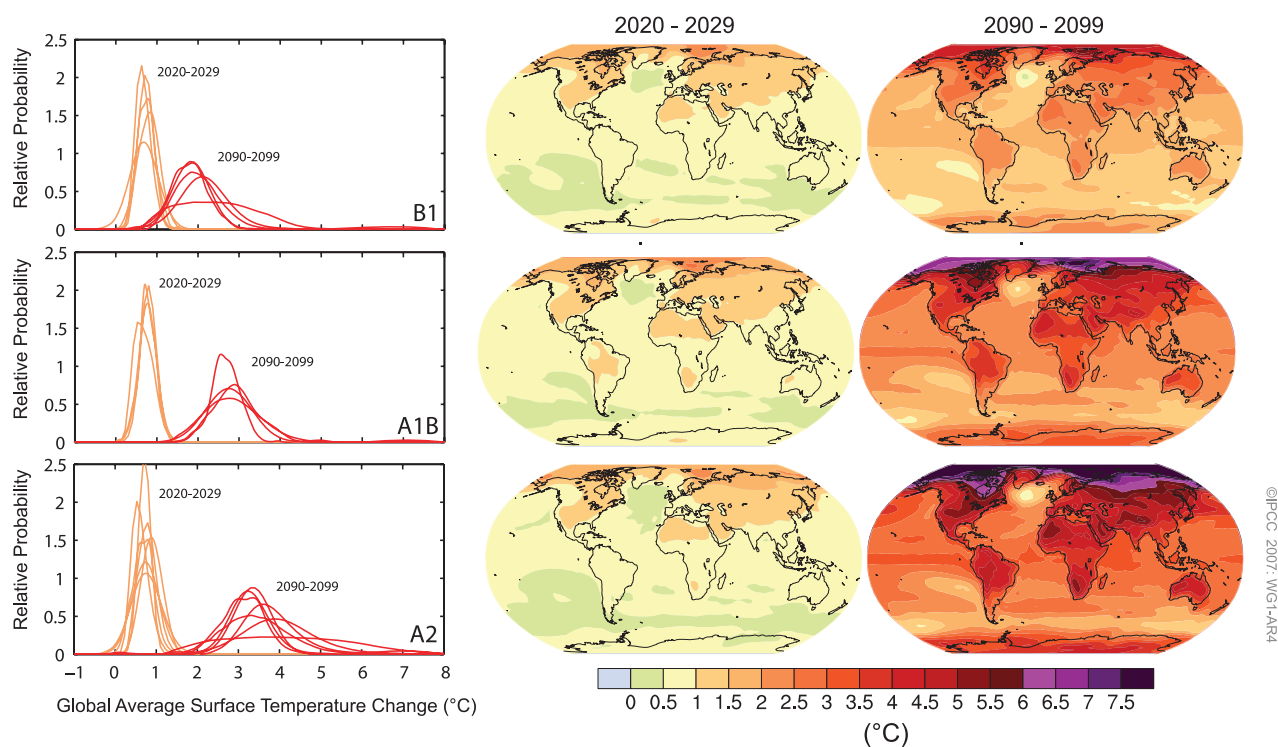 2020 - 2029
2090 - 2099
Relative Probability
2.5
2
1.5
1
0.5
0
2020-2029
2090-2099
B1
Relative Probability
2.5
2
1.5
1
0.5
0
2020-2029
2090-2099
A1B
Relative Probability
2.5
2
1.5
1
0.5
0
2020-2029
2090-2099
A2
−1 0 1 2 3 4 5 6 7 8
Global Average Surface Temperature Change (°C)
0 0.5 1 1.5 2 2.5 3 3.5 4 4.5 5 5.5 6 6.5 7 7.5
(°C)
©IPCC 2007: WG1-AR4